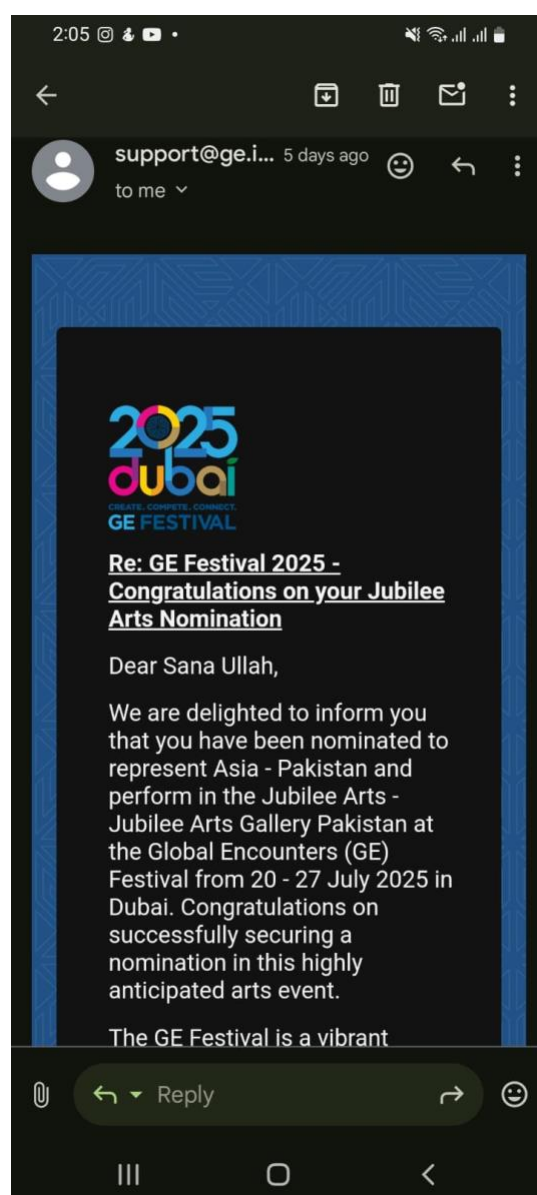 2:05
support@ge.i... 5 days ago
to me
2025
dubai
CREATE. COMPETE. CONNECT.
GE FESTIVAL
Re: GE Festival 2025 -
Congratulations on your Jubilee
Arts Nomination
Dear Sana Ullah,
We are delighted to inform you
that you have been nominated to
represent Asia - Pakistan and
perform in the Jubilee Arts -
Jubilee Arts Gallery Pakistan at
the Global Encounters (GE)
Festival from 20 - 27 July 2025 in
Dubai. Congratulations on
successfully securing a
nomination in this highly
anticipated arts event.
The GE Festival is a vibrant
Reply